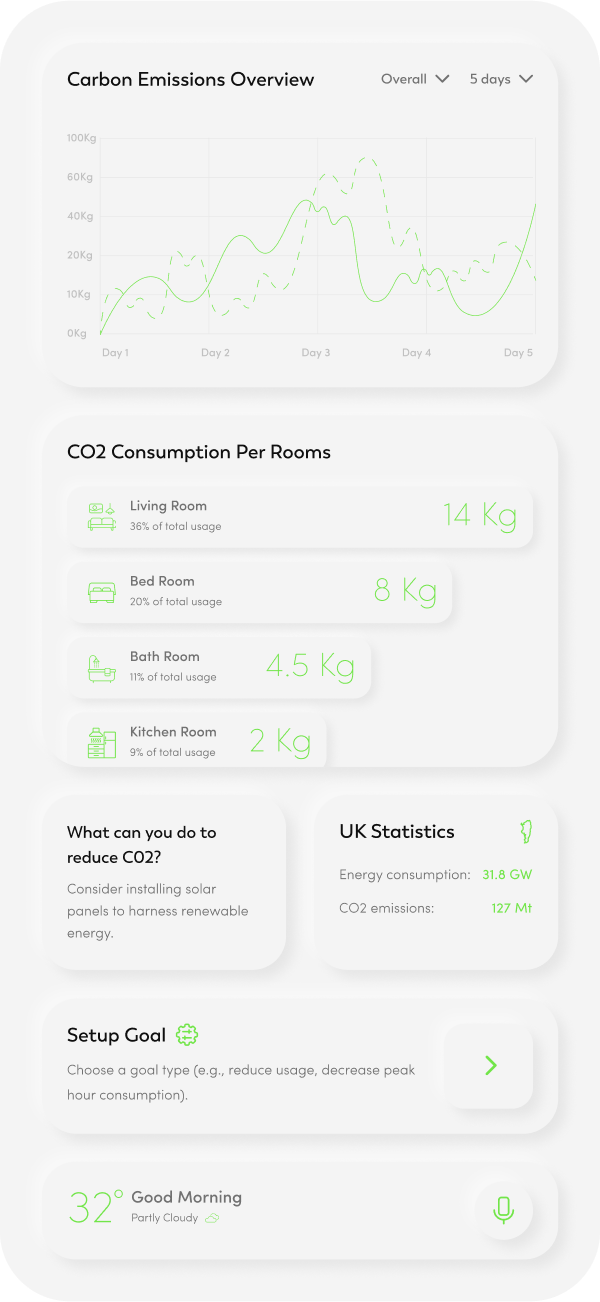 Carbon Emissions Overview
Overall
5 days
100Kg
60Kg
40Kg
20Kg
10Kg
0Kg
Day 1
Day 2
Day 3
Day 4
Day 5
CO2 Consumption Per Rooms
Living Room
36% of total usage
14 Kg
Bed Room
20% of total usage
8 Kg
Bath Room
11% of total usage
4.5 Kg
Kitchen Room
9% of total usage
2 Kg
What can you do to
reduce C02?
Consider installing solar
panels to harness renewable
energy.
UK Statistics
Energy consumption: 31.8 GW
CO2 emissions: 127 Mt
Setup Goal
Choose a goal type (e.g., reduce usage, decrease peak
hour consumption).
32°
Good Morning
Partly Cloudy